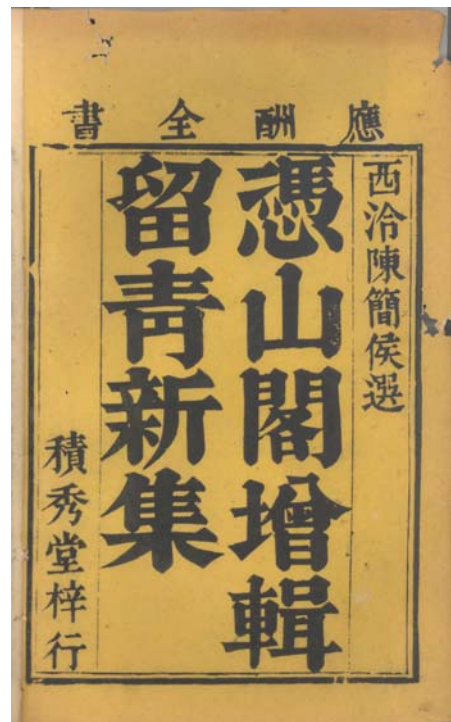 應酬全書
西泠陳簡侯選
憑山閣增輯
留青新集
積秀堂梓行